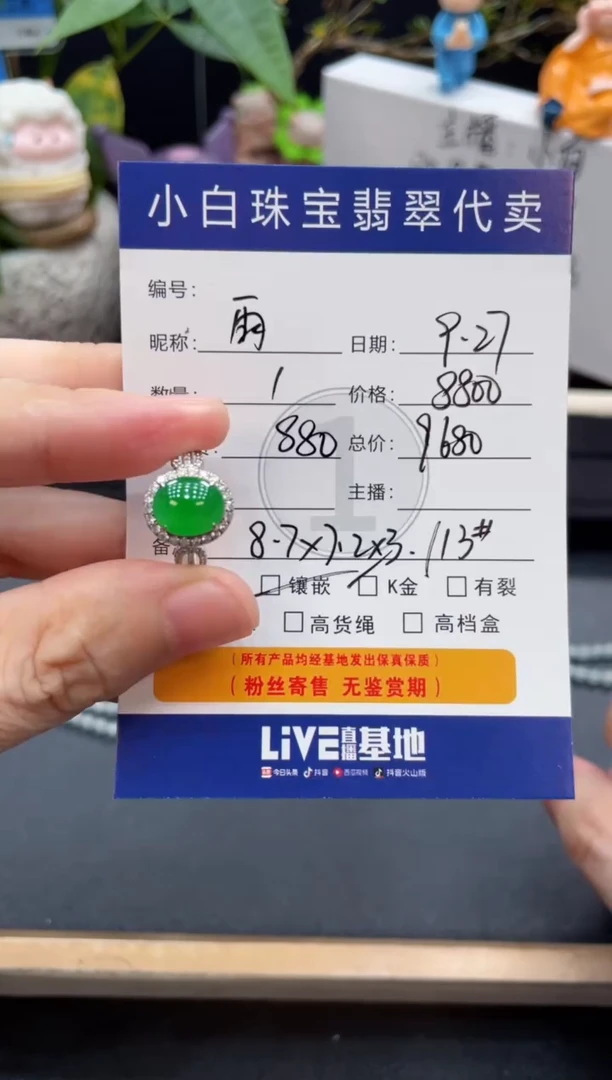 主播
小白珠宝翡翠代卖
编号:
昵称: 雨 日期: 9.27
数量: 1 价格: 8800
880 总价: 9680
主播:
备 8.7×7.2×3.1 13#
镶嵌 K金 有裂
高货绳 高档盒
(所有产品均经基地发出保真保质)
(粉丝寄售 无鉴赏期)
LiVE直播基地
今日头条 抖音 西瓜视频 抖音火山版